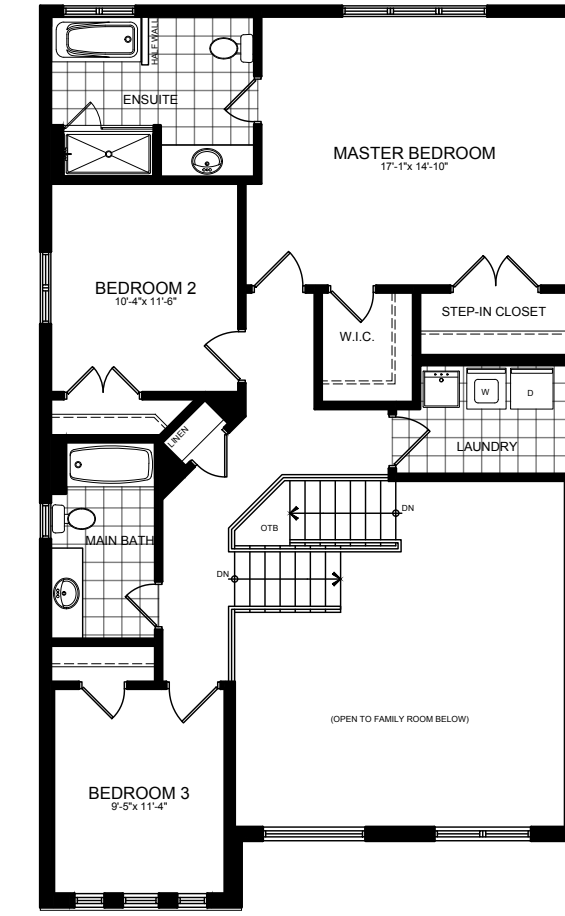 HALF WALL
ENSUITE
MASTER BEDROOM
17'-1"x 14'-10"
BEDROOM 2
10'-4"x 11'-6"
STEP-IN CLOSET
W.I.C.
W
D
LINEN
LAUNDRY
DN
OTB
MAIN BATH
DN
(OPEN TO FAMILY ROOM BELOW)
BEDROOM 3
9'-5"x 11'-4"